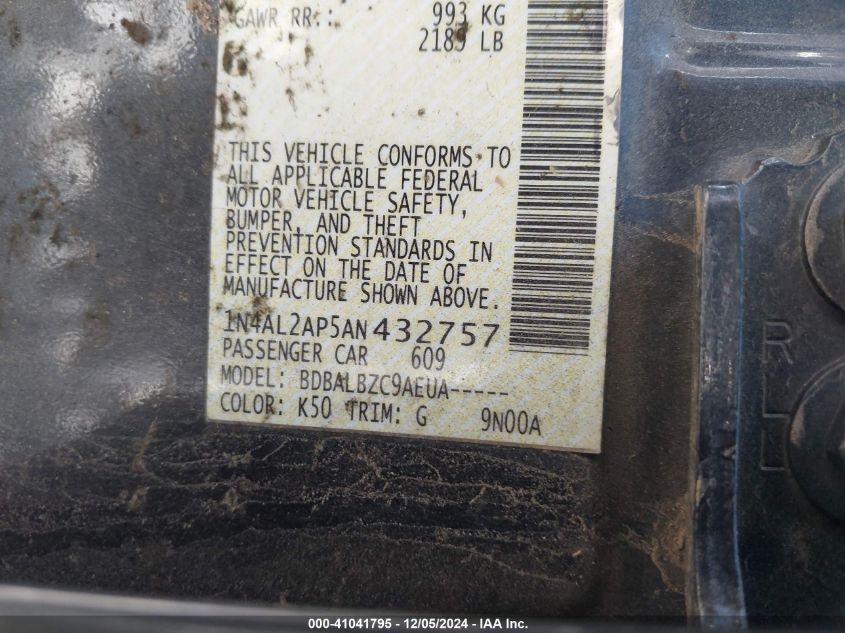 GAWR RR.: 993 KG
2189 LB
THIS VEHICLE CONFORMS TO
ALL APPLICABLE FEDERAL
MOTOR VEHICLE SAFETY,
BUMPER, AND THEFT
PREVENTION STANDARDS IN
EFFECT ON THE DATE OF
MANUFACTURE SHOWN ABOVE.
1N4AL2AP5AN432757
PASSENGER CAR 609
MODEL: BDBALBZC9AEUA-----
COLOR: K50 TRIM: G 9N00A
R
000-41041795 - 12/05/2024 - IAA Inc.